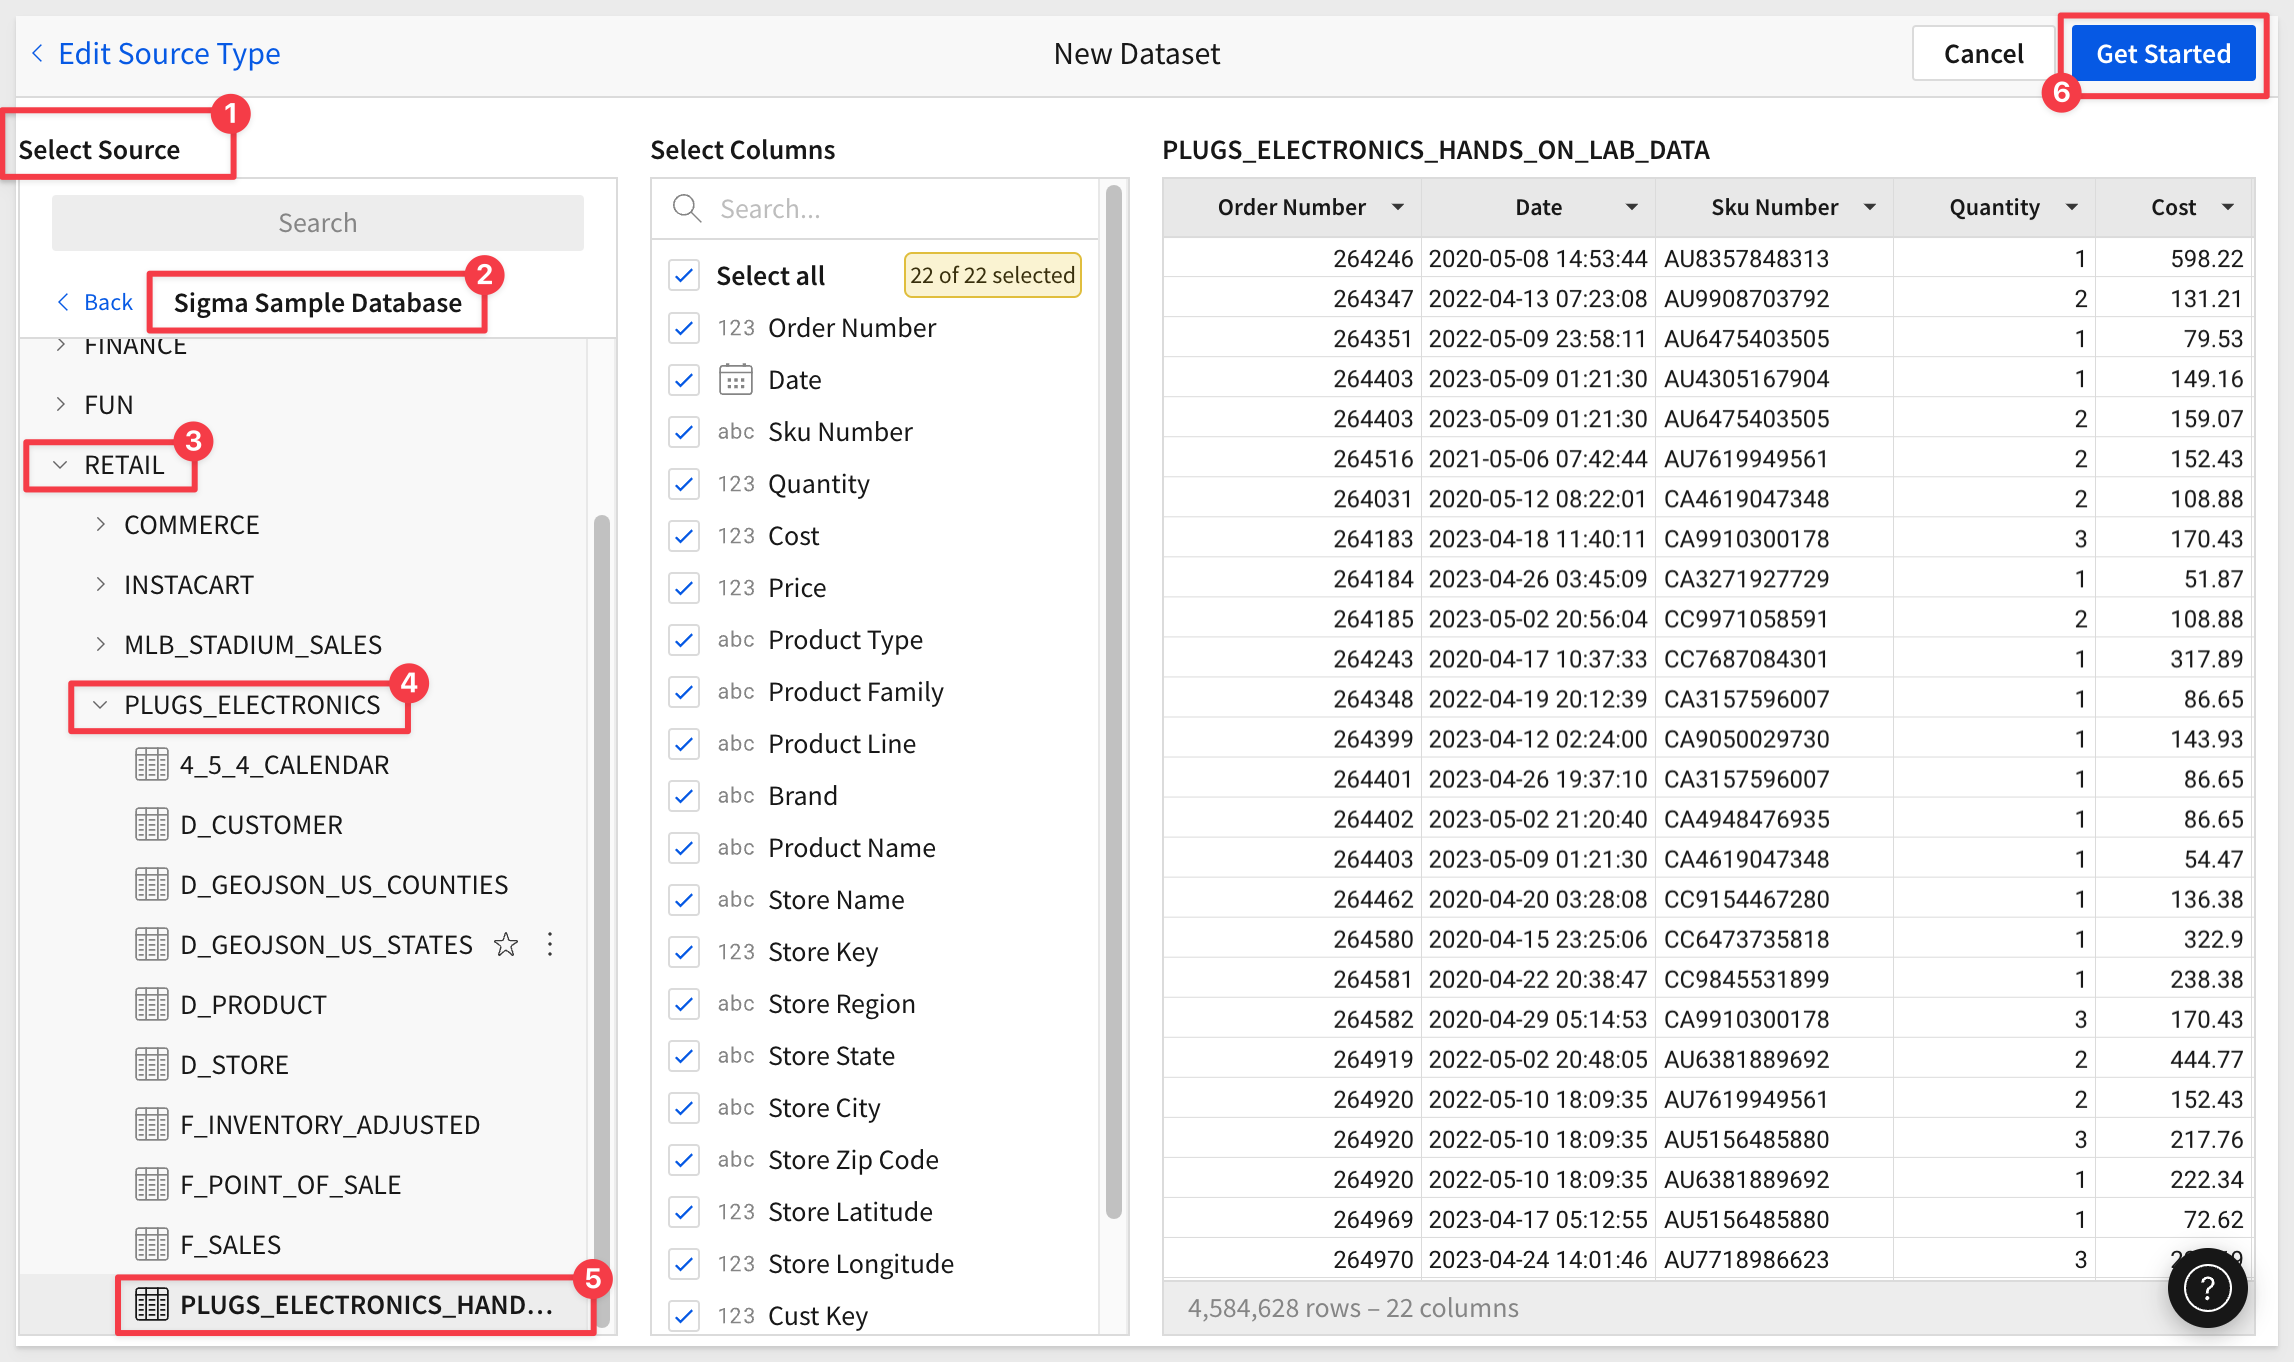 Edit Source Type
New Dataset
Cancel
Get Started
6
1
Select Source
Search
2
Back
Sigma Sample Database
FINANCE
FUN
3
RETAIL
COMMERCE
INSTACART
MLB_STADIUM_SALES
4
PLUGS_ELECTRONICS
4_5_4_CALENDAR
D_CUSTOMER
D_GEOJSON_US_COUNTIES
D_GEOJSON_US_STATES
D_PRODUCT
D_STORE
F_INVENTORY_ADJUSTED
F_POINT_OF_SALE
F_SALES
5
PLUGS_ELECTRONICS_HAND...
Select Columns
Search...
Select all 22 of 22 selected
123 Order Number
Date
abc Sku Number
123 Quantity
123 Cost
123 Price
abc Product Type
abc Product Family
abc Product Line
abc Brand
abc Product Name
abc Store Name
123 Store Key
abc Store Region
abc Store State
abc Store City
abc Store Zip Code
123 Store Latitude
123 Store Longitude
123 Cust Key
PLUGS_ELECTRONICS_HANDS_ON_LAB_DATA
Order Number Date Sku Number Quantity Cost
264246 2020-05-08 14:53:44 AU8357848313 1 598.22
264347 2022-04-13 07:23:08 AU9908703792 2 131.21
264351 2022-05-09 23:58:11 AU6475403505 1 79.53
264403 2023-05-09 01:21:30 AU4305167904 1 149.16
264403 2023-05-09 01:21:30 AU6475403505 2 159.07
264516 2021-05-06 07:42:44 AU7619949561 2 152.43
264031 2020-05-12 08:22:01 CA4619047348 2 108.88
264183 2023-04-18 11:40:11 CA9910300178 3 170.43
264184 2023-04-26 03:45:09 CA3271927729 1 51.87
264185 2023-05-02 20:56:04 CC9971058591 2 108.88
264243 2020-04-17 10:37:33 CC7687084301 1 317.89
264348 2022-04-19 20:12:39 CA3157596007 1 86.65
264399 2023-04-12 02:24:00 CA9050029730 1 143.93
264401 2023-04-26 19:37:10 CA3157596007 1 86.65
264402 2023-05-02 21:20:40 CA4948476935 1 86.65
264403 2023-05-09 01:21:30 CA4619047348 1 54.47
264462 2020-04-20 03:28:08 CC9154467280 1 136.38
264580 2020-04-15 23:25:06 CC6473735818 1 322.9
264581 2020-04-22 20:38:47 CC9845531899 1 238.38
264582 2020-04-29 05:14:53 CA9910300178 3 170.43
264919 2022-05-02 20:48:05 AU6381889692 2 444.77
264920 2022-05-10 18:09:35 AU7619949561 2 152.43
264920 2022-05-10 18:09:35 AU5156485880 3 217.76
264920 2022-05-10 18:09:35 AU6381889692 1 222.34
264969 2023-04-17 05:12:55 AU5156485880 1 72.62
264970 2023-04-24 14:01:46 AU7718986623 3
4,584,628 rows – 22 columns
?